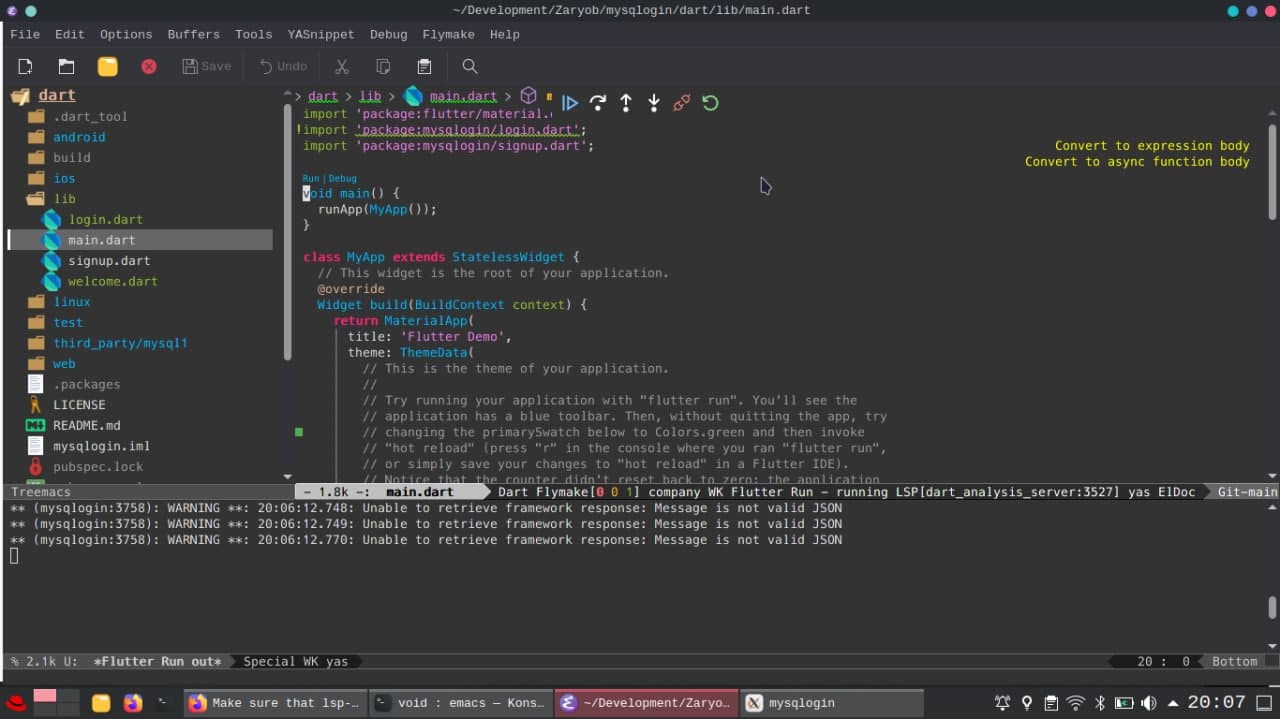 ~/Development/Zaryob/mysqlogin/dart/lib/main.dart
File Edit Options Buffers Tools YASnippet Debug Flymake Help
Save Undo
dart
.dart_tool
android
build
ios
lib
login.dart
main.dart
signup.dart
welcome.dart
linux
test
third_party/mysql1
web
.packages
LICENSE
README.md
mysqlogin.iml
pubspec.lock
Treemacs
> dart > lib > main.dart >
import 'package:flutter/material.
import 'package:mysqlogin/login.dart';
import 'package:mysqlogin/signup.dart';
Convert to expression body
Convert to async function body
Run | Debug
void main() {
runApp(MyApp());
}
class MyApp extends StatelessWidget {
// This widget is the root of your application.
@override
Widget build(BuildContext context) {
return MaterialApp(
title: 'Flutter Demo',
theme: ThemeData(
// This is the theme of your application.
//
// Try running your application with "flutter run". You'll see the
// application has a blue toolbar. Then, without quitting the app, try
// changing the primarySwatch below to Colors.green and then invoke
// "hot reload" (press "r" in the console where you ran "flutter run",
// or simply save your changes to "hot reload" in a Flutter IDE).
// Notice that the counter didn't reset back to zero; the application
- 1.8k -: main.dart Dart Flymake[0 0 1] company WK Flutter Run - running LSP[dart_analysis_server:3527] yas ElDoc Git-main
** (mysqlogin:3758): WARNING **: 20:06:12.748: Unable to retrieve framework response: Message is not valid JSON
** (mysqlogin:3758): WARNING **: 20:06:12.749: Unable to retrieve framework response: Message is not valid JSON
** (mysqlogin:3758): WARNING **: 20:06:12.770: Unable to retrieve framework response: Message is not valid JSON
% 2.1k U: *Flutter Run out* Special WK yas 20 : 0 Bottom
Make sure that lsp-... void : emacs — Kons... ~/Development/Zaryo... mysqlogin 20:07